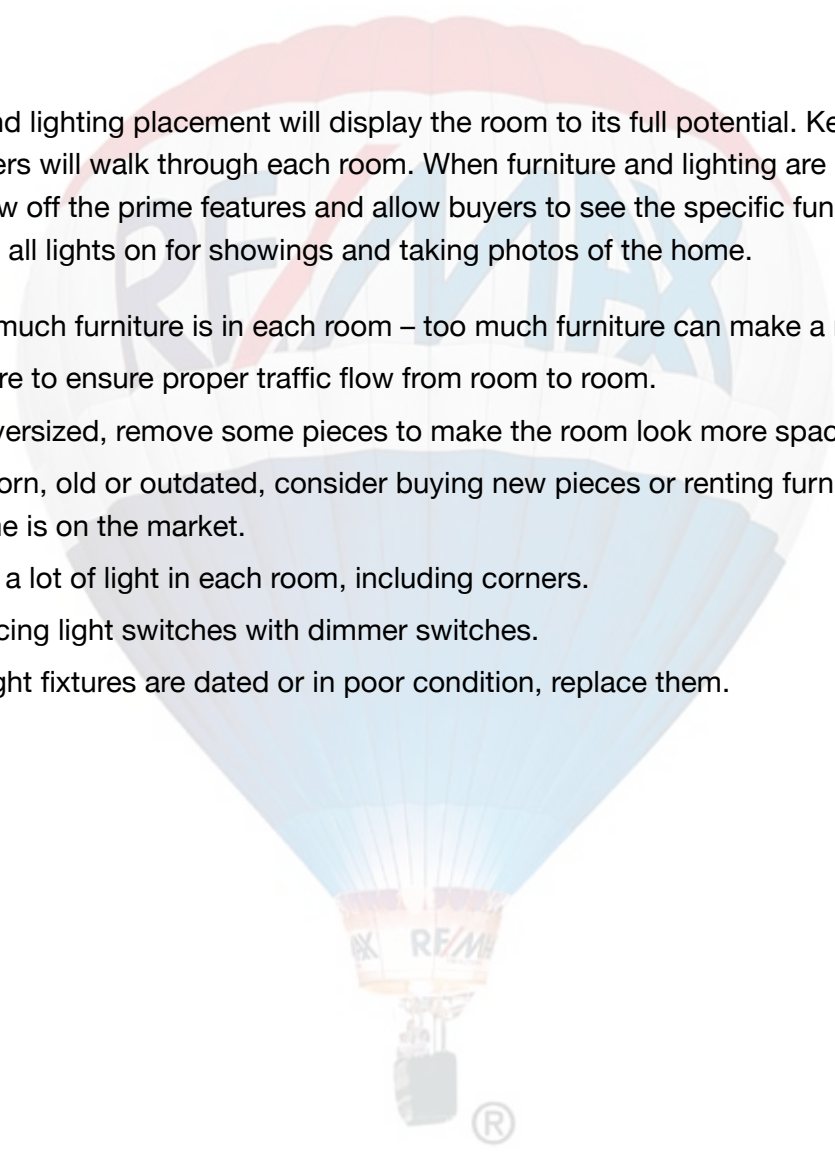 nd lighting placement will display the room to its full potential. Ke
ers will walk through each room. When furniture and lighting are
w off the prime features and allow buyers to see the specific fun
all lights on for showings and taking photos of the home.
much furniture is in each room – too much furniture can make a
re to ensure proper traffic flow from room to room.
versized, remove some pieces to make the room look more spac
orn, old or outdated, consider buying new pieces or renting furn
e is on the market.
a lot of light in each room, including corners.
cing light switches with dimmer switches.
ght fixtures are dated or in poor condition, replace them.
RE/MAX
AX RE/MA
®